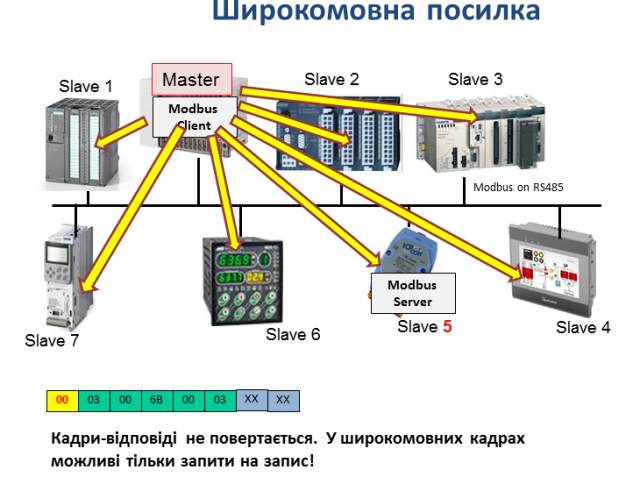 Широкомовна посилка
Slave 1
Master
Slave 2
Slave 3
Modbus
Client
Modbus on RS485
Modbus
Server
Slave 7
Slave 6
Slave 5
Slave 4
00 03 00 6B 00 03 XX XX
Кадри-відповіді не повертається. У широкомовних кадрах
можливі тільки запити на запис!